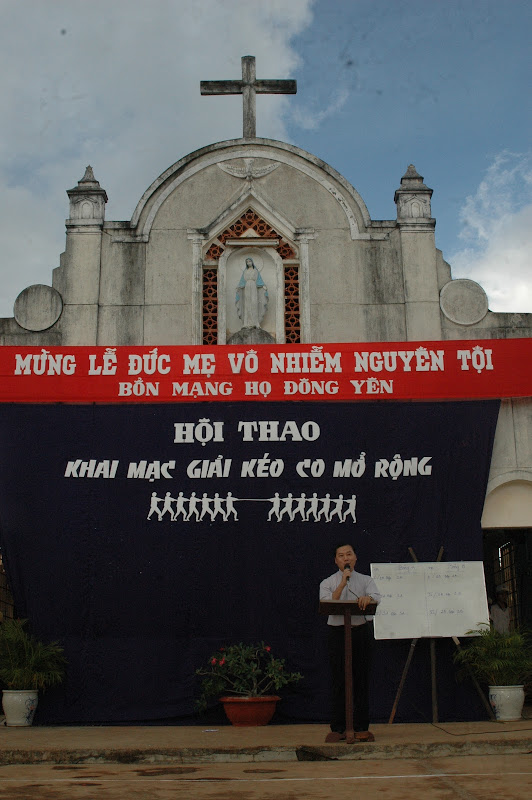 MỪNG LỄ ĐỨC MẸ VÔ NHIỄM NGUYÊN TỘI
BỔN MẠNG HỌ ĐÔNG YÊN
HỘI THAO
KHAI MẠC GIẢI KÉO CO MỞ RỘNG